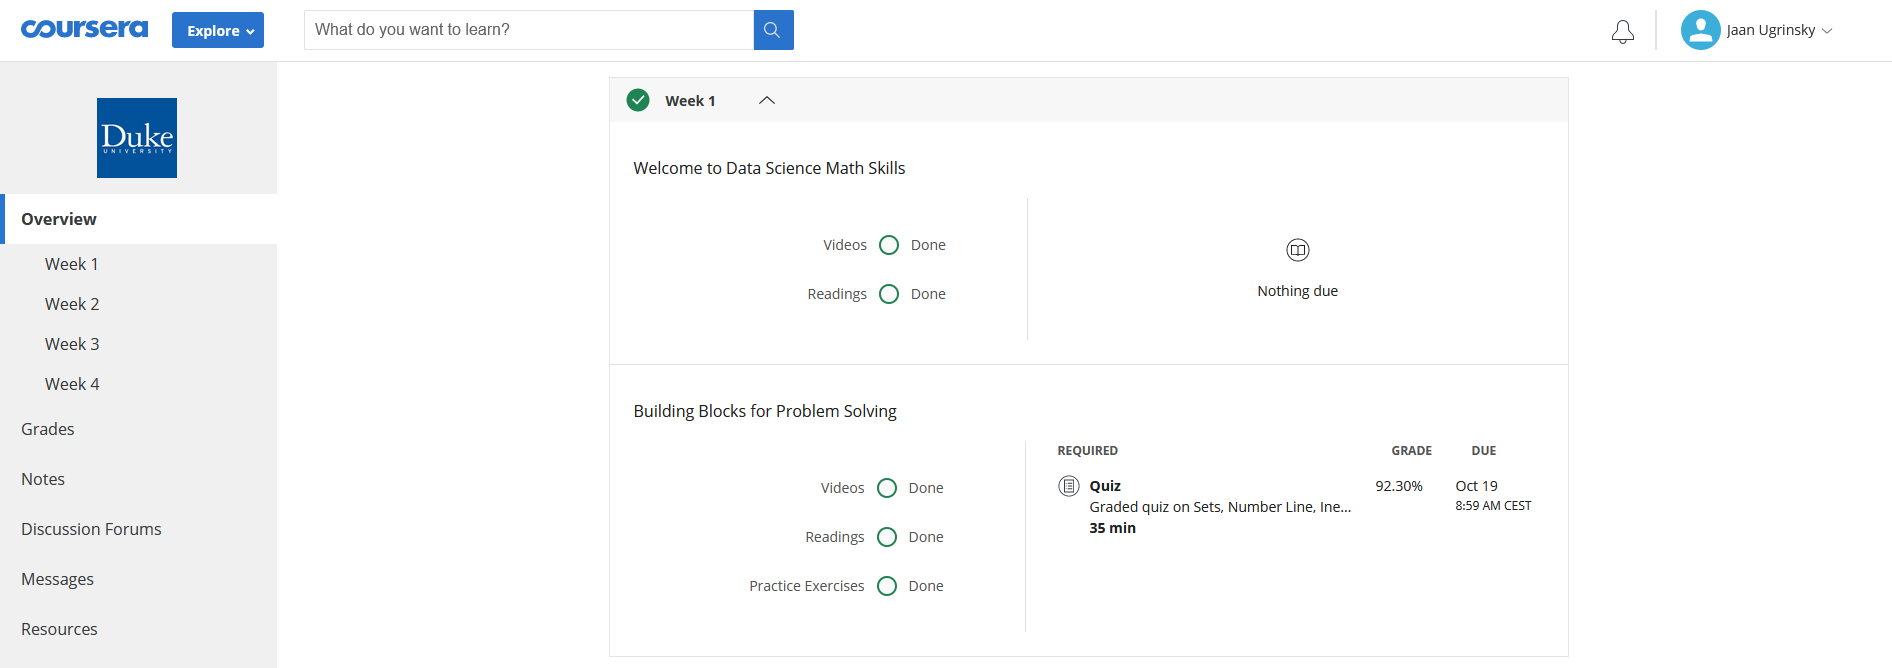 coursera
Explore
What do you want to learn?
Jaan Ugrinsky
Duke
UNIVERSITY
Overview
Week 1
Week 2
Week 3
Week 4
Grades
Notes
Discussion Forums
Messages
Resources
Week 1
Welcome to Data Science Math Skills
Videos Done
Readings Done
Nothing due
Building Blocks for Problem Solving
Videos Done
Readings Done
Practice Exercises Done
REQUIRED GRADE DUE
Quiz 92.30% Oct 19
Graded quiz on Sets, Number Line, Ine... 8:59 AM CEST
35 min